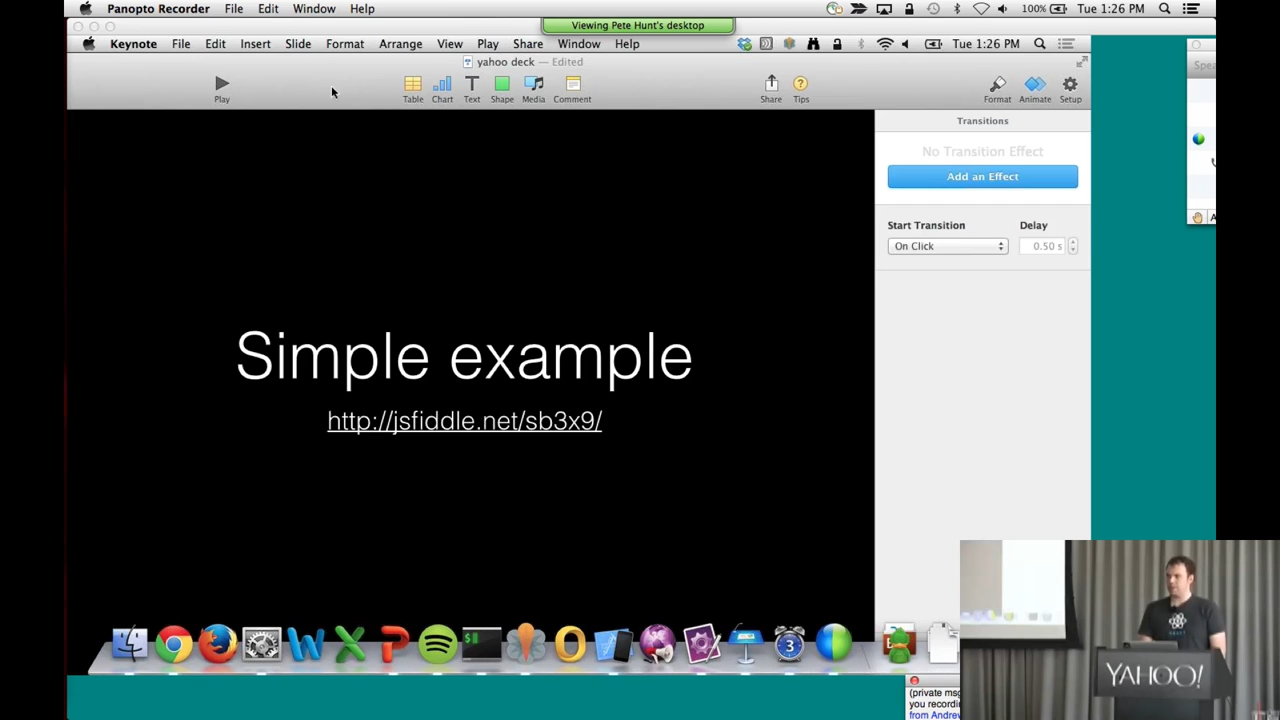 Panopto Recorder File Edit Window Help 100% Tue 1:26 PM
Viewing Pete Hunt's desktop
Keynote File Edit Insert Slide Format Arrange View Play Share Window Help Tue 1:26 PM
yahoo deck — Edited
Play Table Chart Text Shape Media Comment Share Tips Format Animate Setup
Transitions
No Transition Effect
Add an Effect
Start Transition Delay
On Click 0.50 s
Simple example
http://jsfiddle.net/sb3x9/
3
YAHOO!
(private msg
you recordin
from Andrew